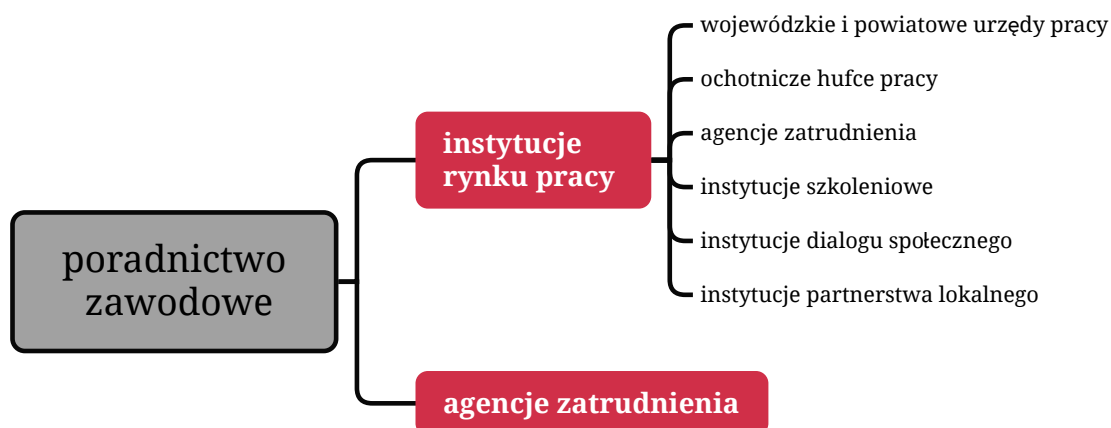 wojewódzkie i powiatowe urzędy pracy
ochotnicze hufce pracy
agencje zatrudnienia
instytucje
rynku pracy
instytucje szkoleniowe
instytucje dialogu społecznego
instytucje partnerstwa lokalnego
poradnictwo
zawodowe
agencje zatrudnienia